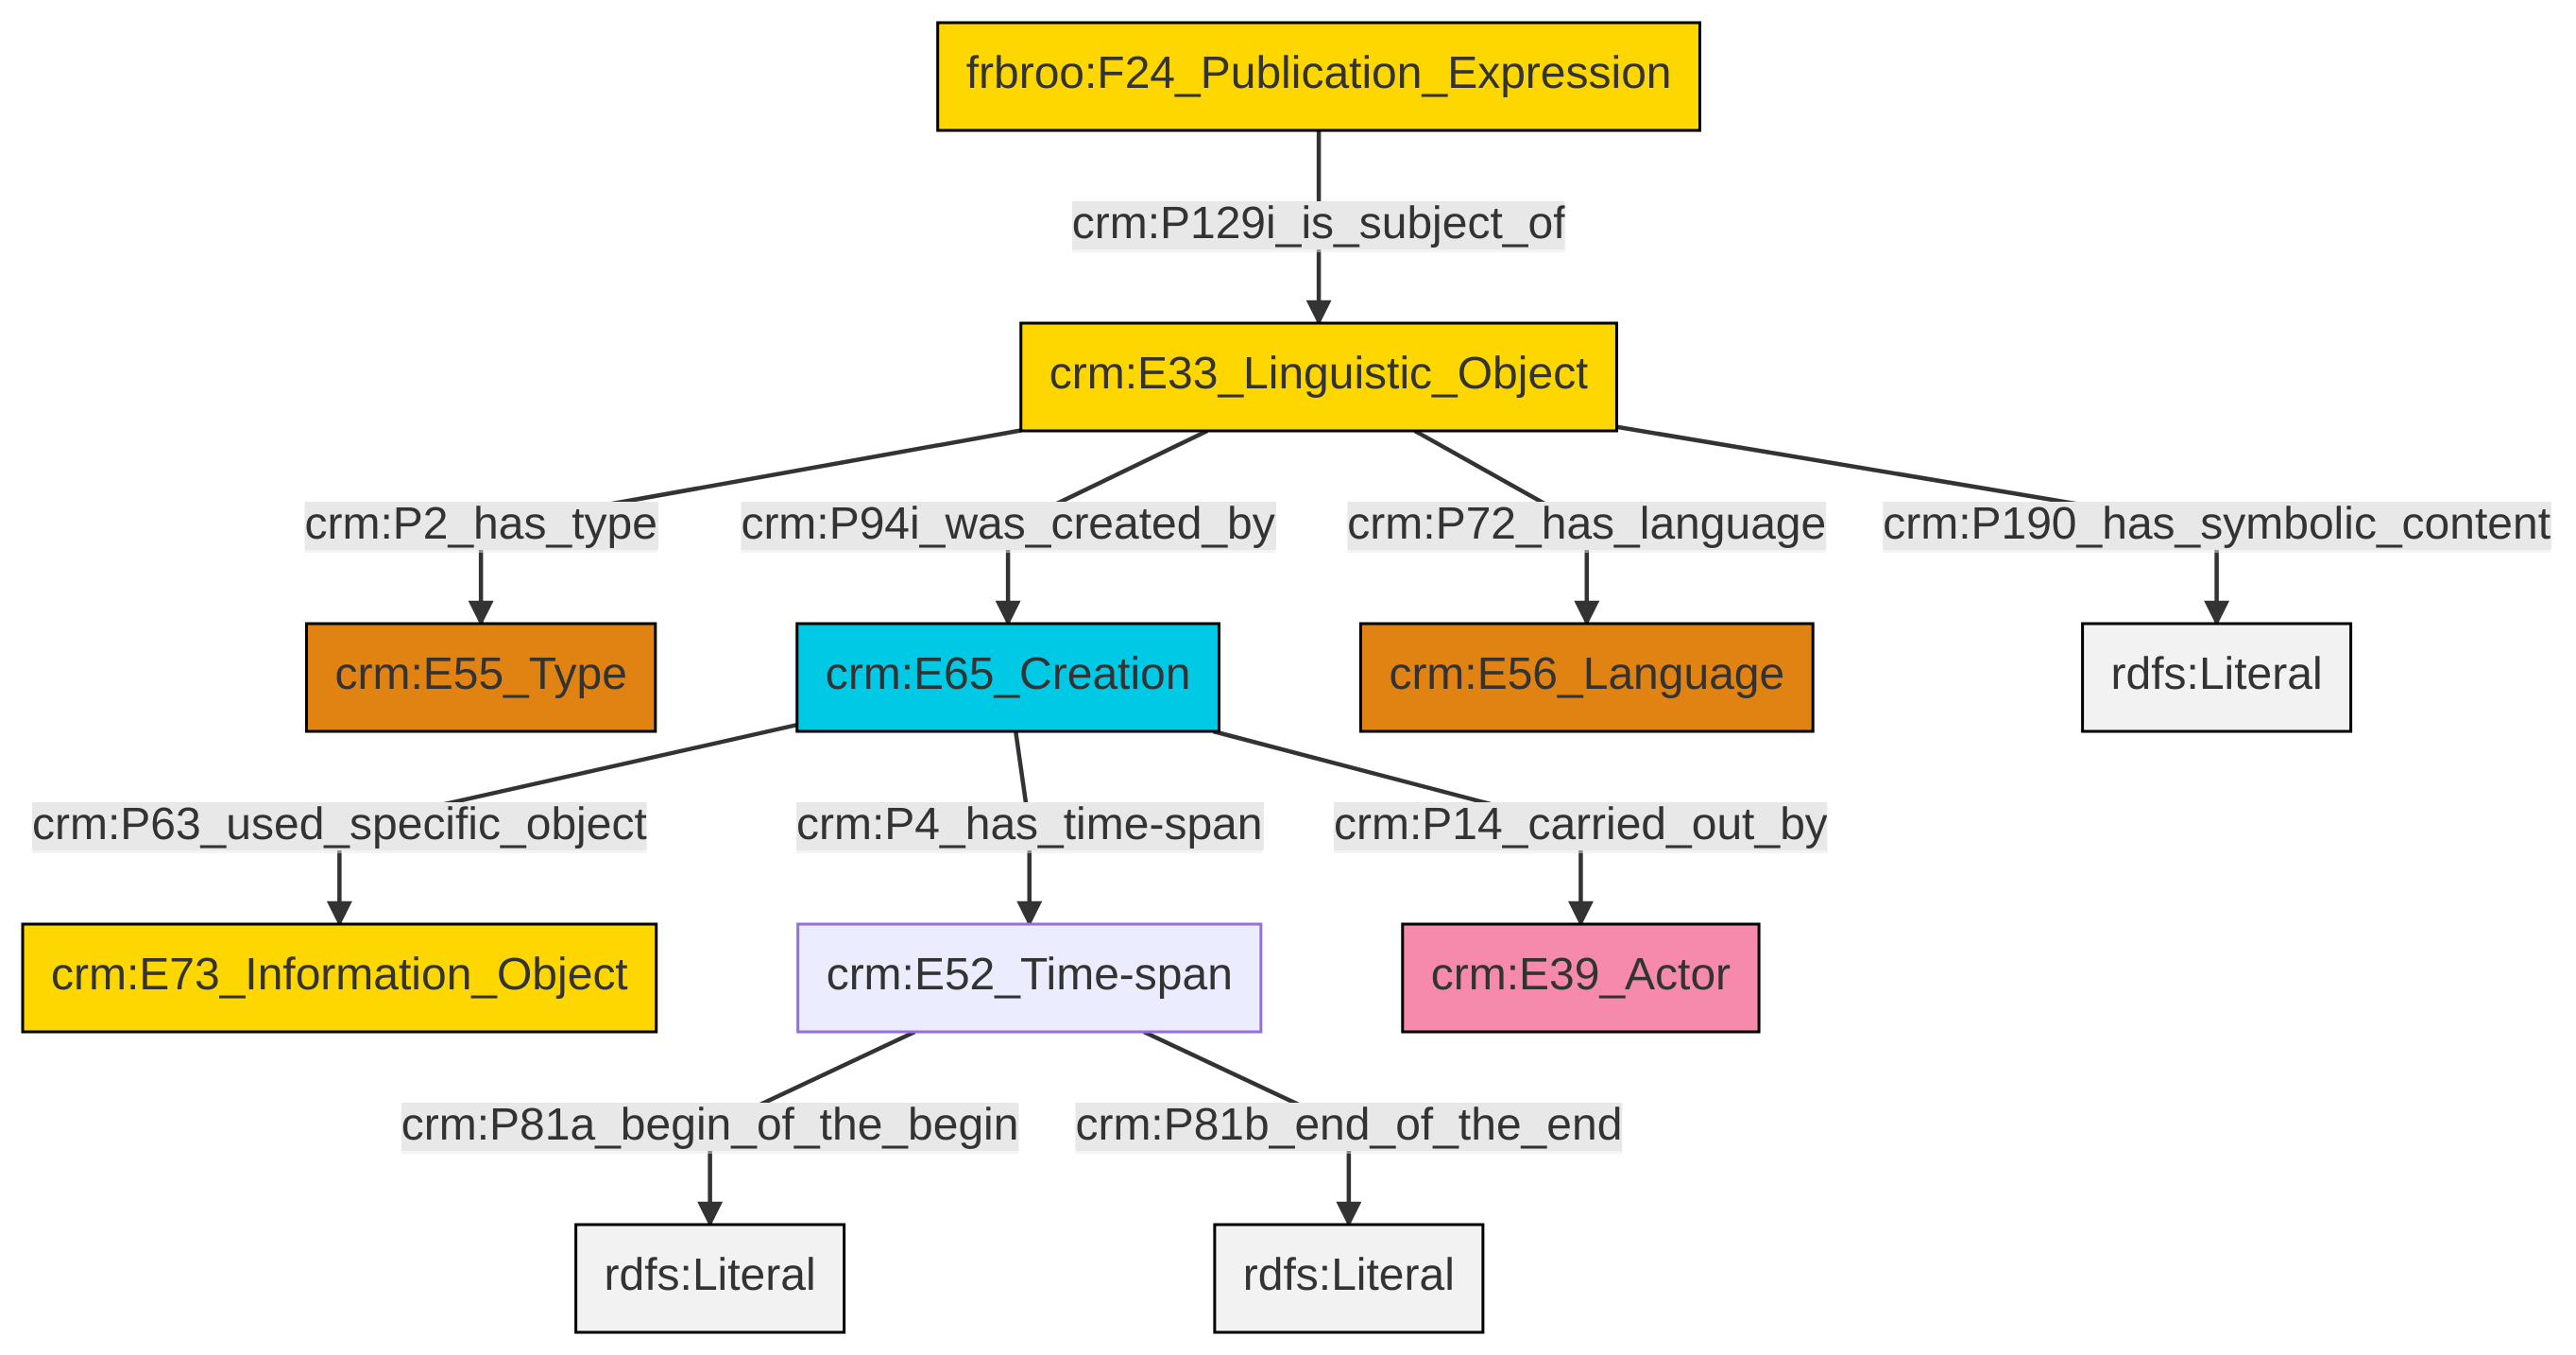 frbroo:F24_Publication_Expression
crm:P129i_is_subject_of
crm:E33_Linguistic_Object
crm:P2_has_type
crm:P94i_was_created_by
crm:P72_has_language
crm:P190_has_symbolic_content
crm:E55_Type
crm:E65_Creation
crm:E56_Language
rdfs:Literal
crm:P63_used_specific_object
crm:P4_has_time-span
crm:P14_carried_out_by
crm:E73_Information_Object
crm:E52_Time-span
crm:E39_Actor
crm:P81a_begin_of_the_begin
crm:P81b_end_of_the_end
rdfs:Literal
rdfs:Literal